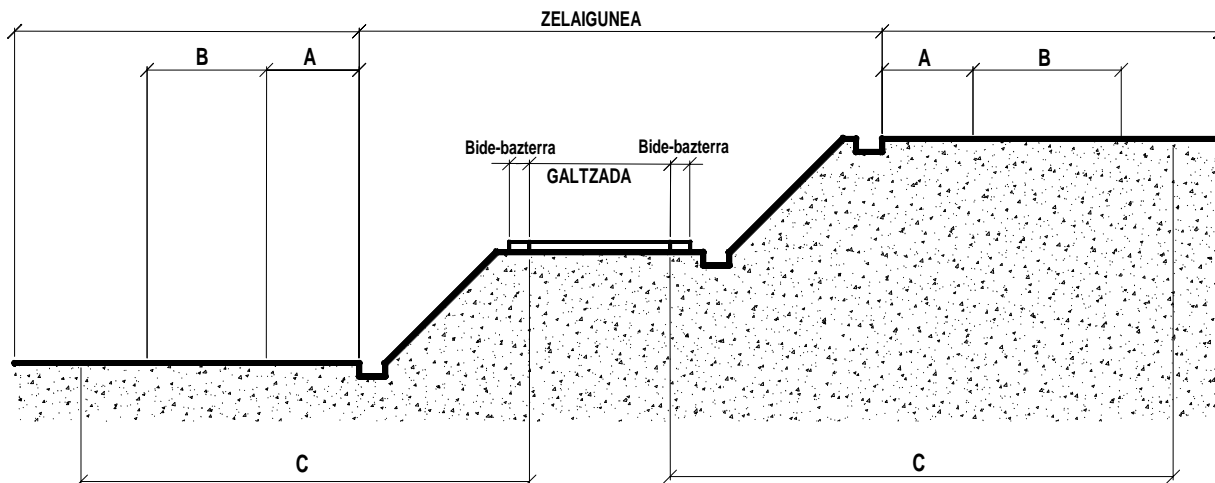 ZELAIGUNEA
B A A B
Bide-bazterra Bide-bazterra
GALTZADA
C C